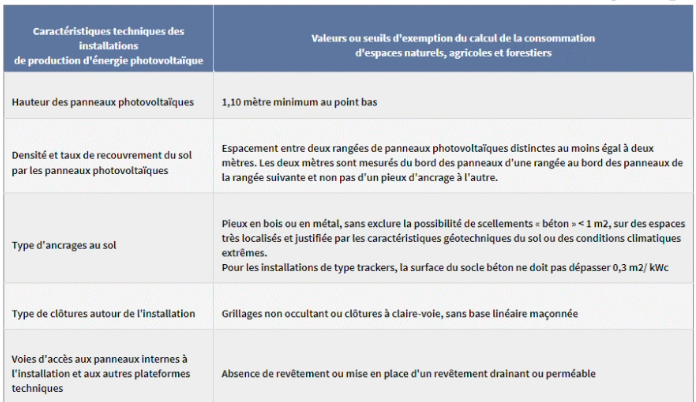 Caractéristiques techniques des
installations
de production d'énergie photovoltaïque
Valeurs ou seuils d'exemption du calcul de la consommation
d'espaces naturels, agricoles et forestiers
Hauteur des panneaux photovoltaïques
1,10 mètre minimum au point bas
Densité et taux de recouvrement du sol
par les panneaux photovoltaïques
Espacement entre deux rangées de panneaux photovoltaïques distinctes au moins égal à deux
mètres. Les deux mètres sont mesurés du bord des panneaux d'une rangée au bord des panneaux de
la rangée suivante et non pas d'un pieux d'ancrage à l'autre.
Type d'ancrages au sol
Pieux en bois ou en métal, sans exclure la possibilité de scellements « béton » < 1 m2, sur des espaces
très localisés et justifiée par les caractéristiques géotechniques du sol ou des conditions climatiques
extrêmes.
Pour les installations de type trackers, la surface du socle béton ne doit pas dépasser 0,3 m2/ kWc
Type de clôtures autour de l'installation
Grillages non occultant ou clôtures à claire-voie, sans base linéaire maçonnée
Voies d'accès aux panneaux internes à
l'installation et aux autres plateformes
techniques
Absence de revêtement ou mise en place d'un revêtement drainant ou perméable